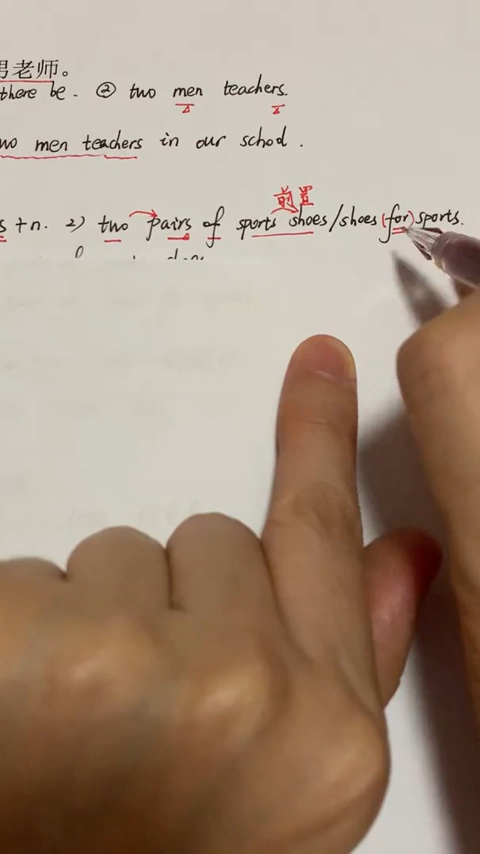 男老师。
there be. ② two men teachers.
two men teachers in our school.
前置
s +n. 2) two pairs of sports shoes/shoes (for) sports.